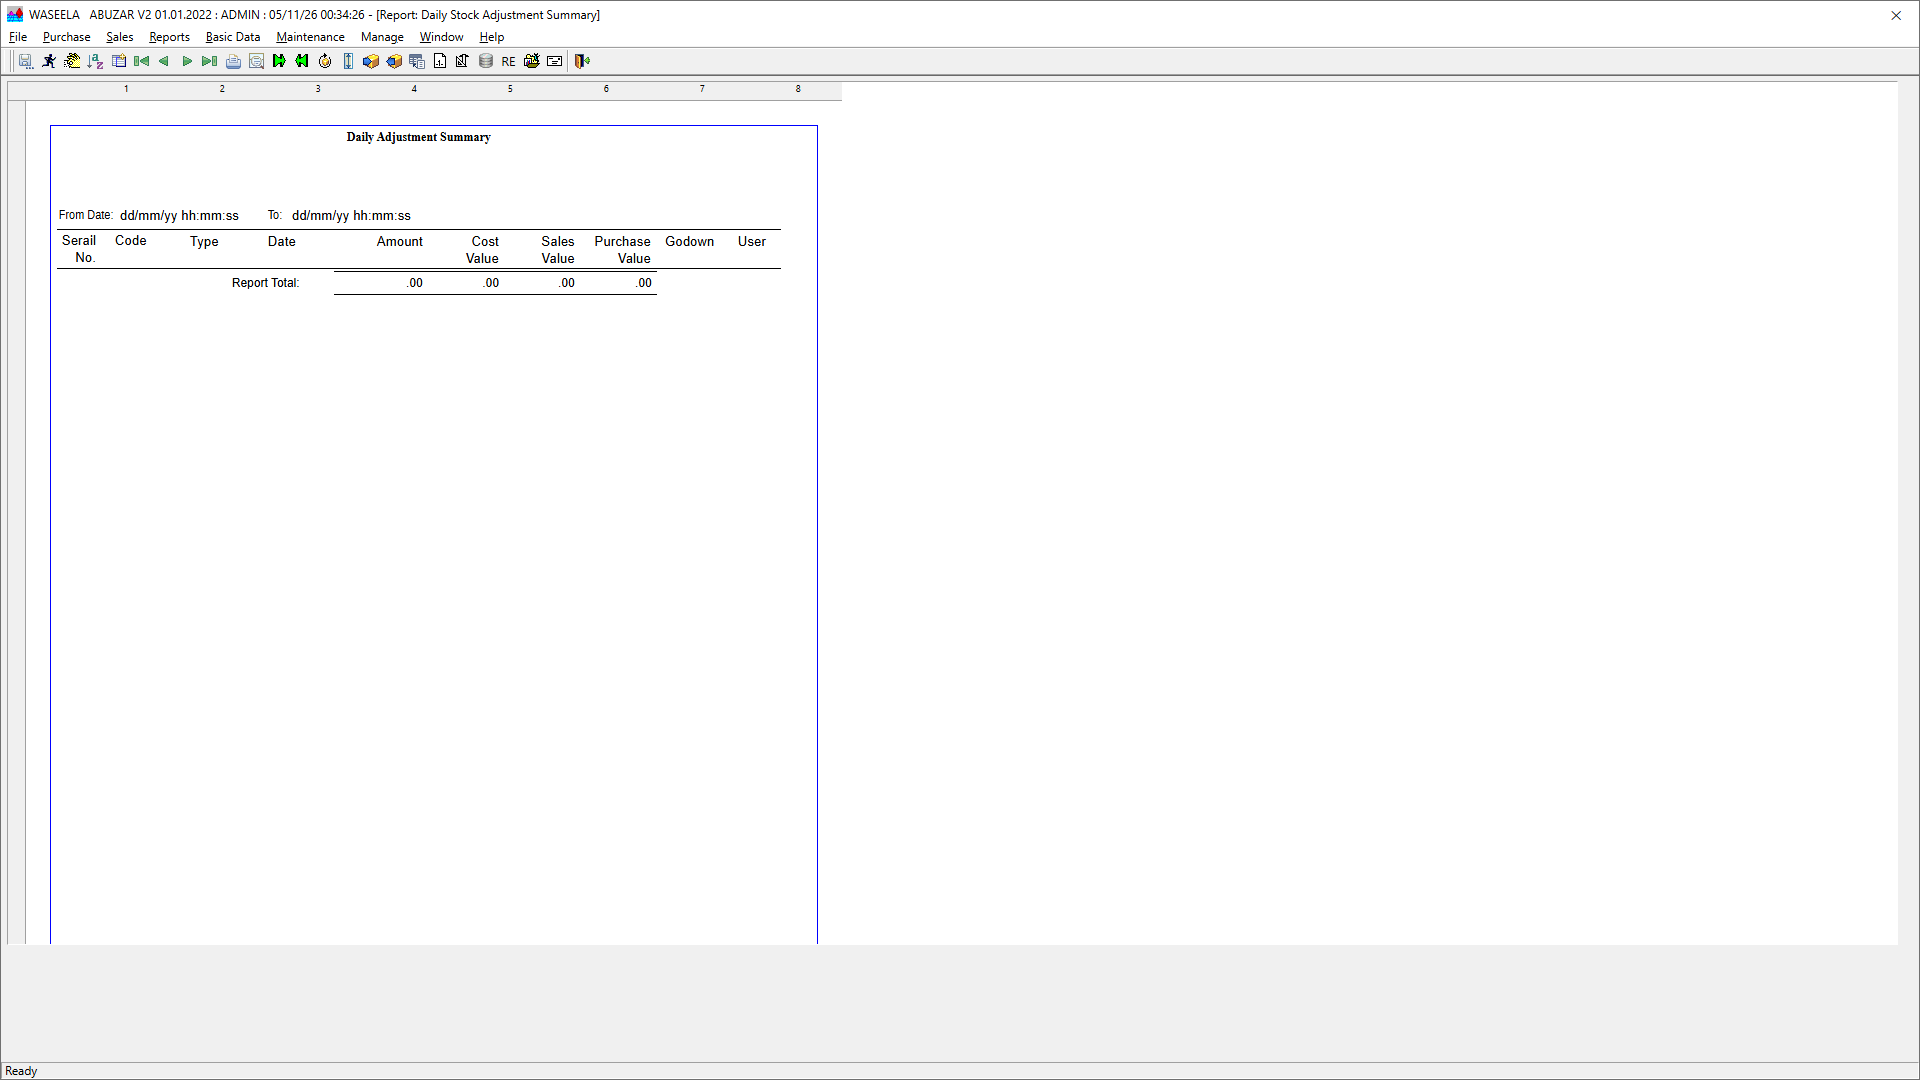 WASEELA   ABUZAR V2 01.01.2022 : ADMIN : 05/11/26 00:34:26 - [Report: Daily Stock Adjustment Summary]
File Purchase Sales Reports Basic Data Maintenance Manage Window Help
RE
1 2 3 4 5 6 7 8
Daily Adjustment Summary
From Date: dd/mm/yy hh:mm:ss To: dd/mm/yy hh:mm:ss
Serail Code Type Date Amount Cost Sales Purchase Godown User
No. Value Value Value
Report Total: .00 .00 .00 .00
Ready